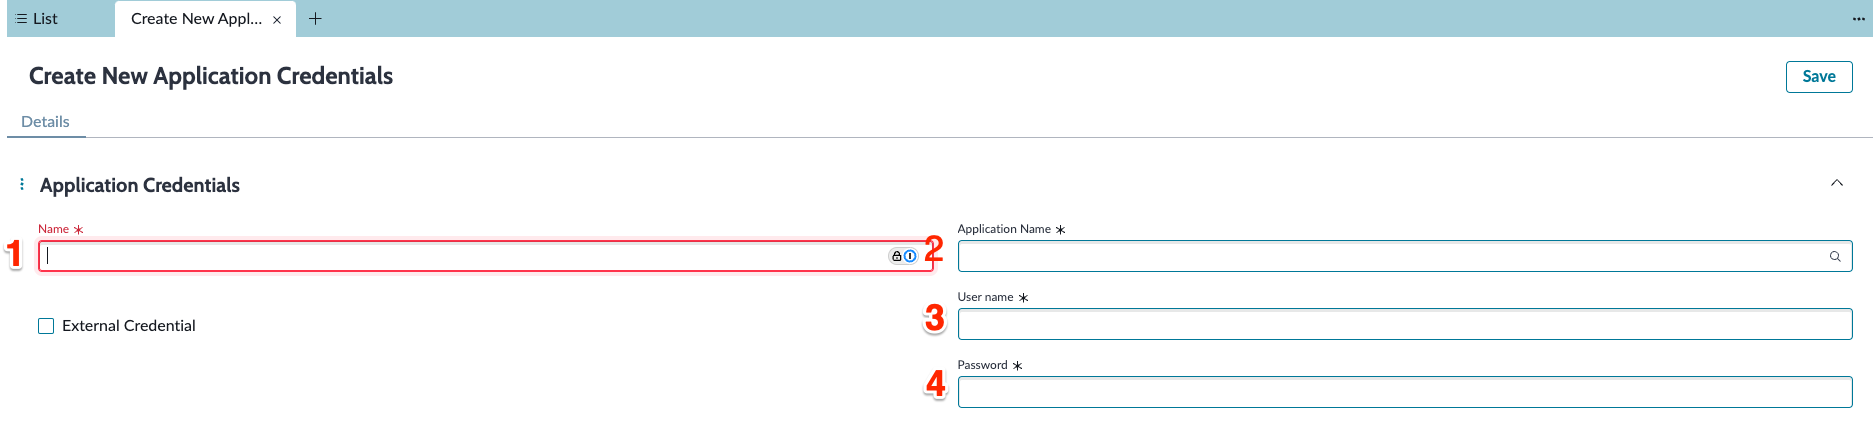 List
Create New Appl...
Create New Application Credentials
Save
Details
Application Credentials
Name *
1
Application Name *
2
External Credential
User name *
3
Password *
4